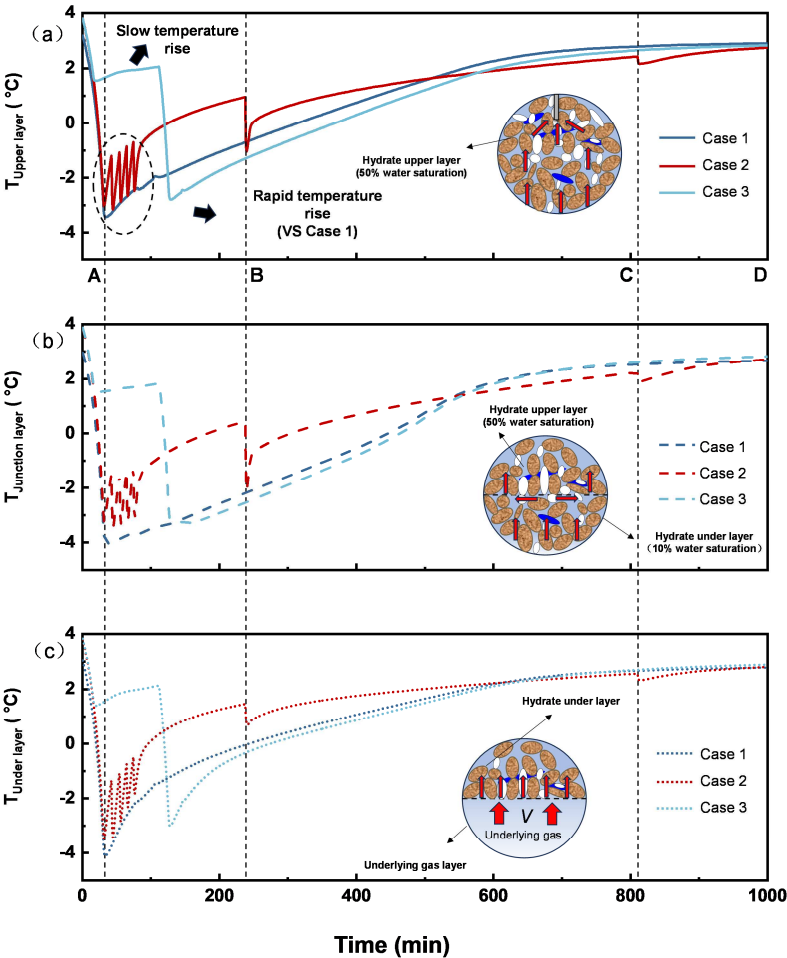 (a)
4
2
0
-2
-4
T Upper layer ( °C)
Slow temperature
rise
Rapid temperature
rise
(VS Case 1)
Hydrate upper layer
(50% water saturation)
Case 1
Case 2
Case 3
A
B
C
D
(b)
4
2
0
-2
-4
T Junction layer ( °C)
Hydrate upper layer
(50% water saturation)
Hydrate under layer
(10% water saturation)
Case 1
Case 2
Case 3
(c)
4
2
0
-2
-4
T Under layer ( °C)
Hydrate under layer
V
Underlying gas
Underlying gas layer
Case 1
Case 2
Case 3
0
200
400
600
800
1000
Time (min)